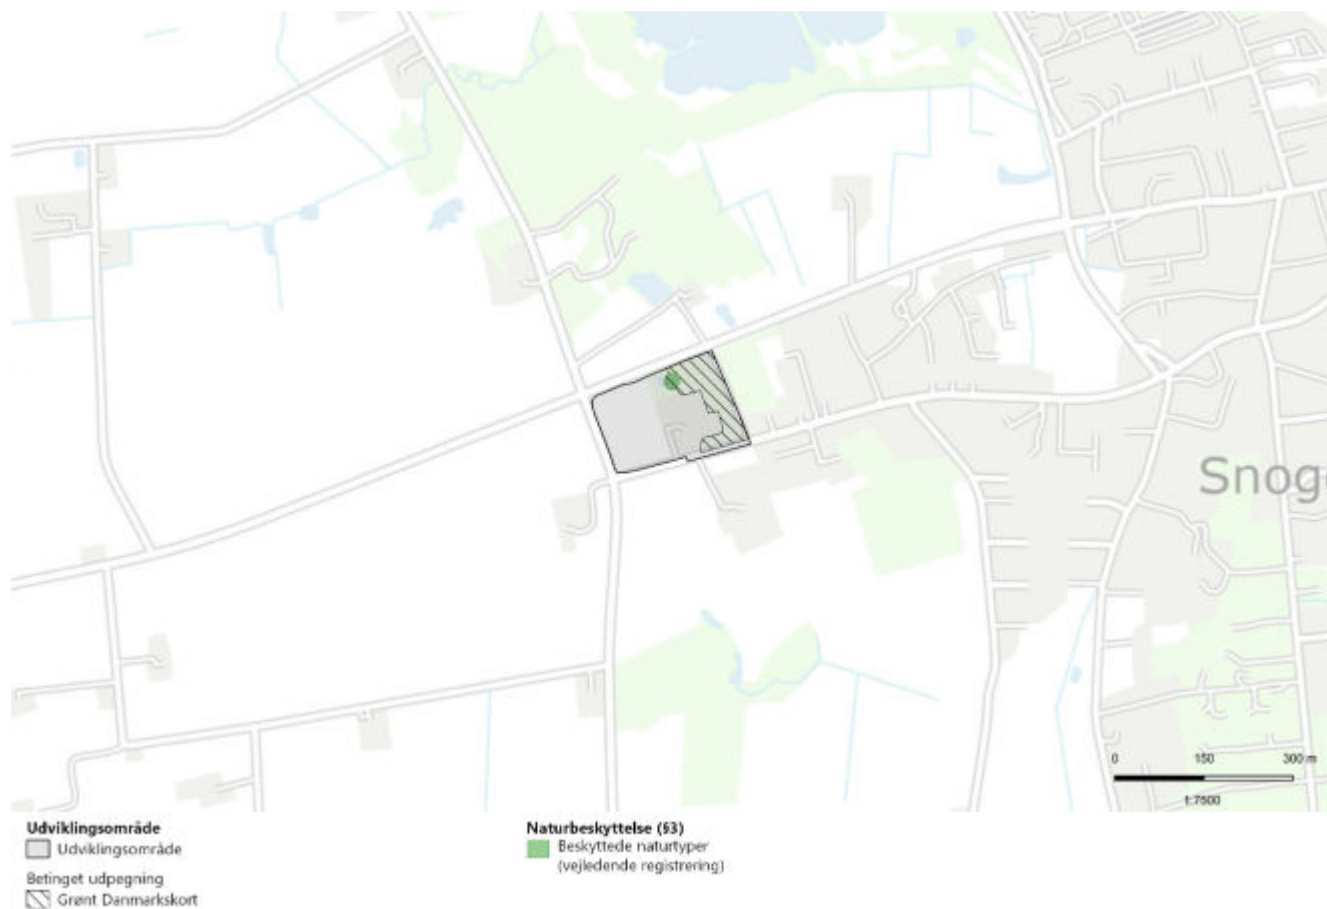 Snog
0 150 300 m
1:7500
Udviklingsområde
Udviklingsområde
Betinget udpegning
Grønt Danmarkskort
Naturbeskyttelse (§3)
Beskyttede naturtyper
(vejledende registrering)